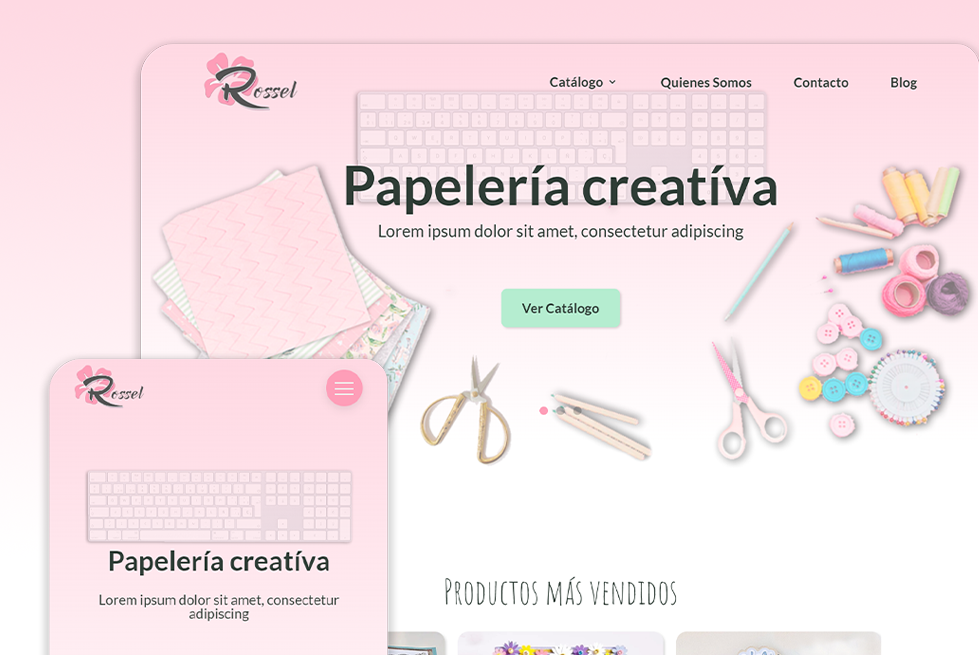 Rossel
Catálogo
Quienes Somos
Contacto
Blog
Papelería creatíva
Lorem ipsum dolor sit amet, consectetur adipiscing
Ver Catálogo
Rossel
Papelería creatíva
Lorem ipsum dolor sit amet, consectetur
adipiscing
Productos más vendidos